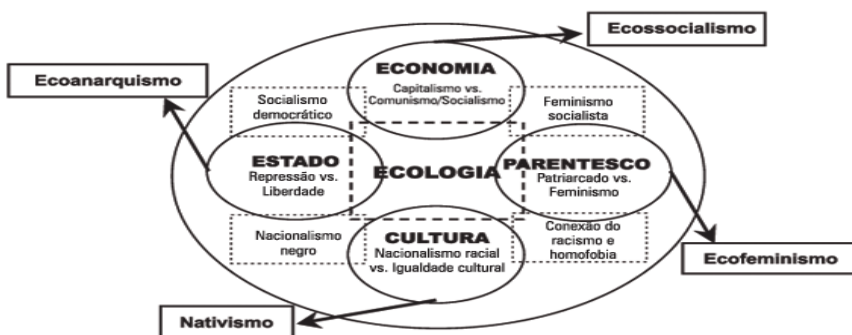 Ecossocialismo
Ecoanarquismo
ECONOMIA
Capitalismo vs.
Comunismo/Socialismo
Socialismo
democrático
Feminismo
socialista
ESTADO
Repressão vs.
Liberdade
ECOLOGIA
PARENTESCO
Patriarcado vs.
Feminismo
Nacionalismo
negro
CULTURA
Nacionalismo racial
vs. Igualdade cultural
Conexão do
racismo e
homofobia
Ecofeminismo
Nativismo